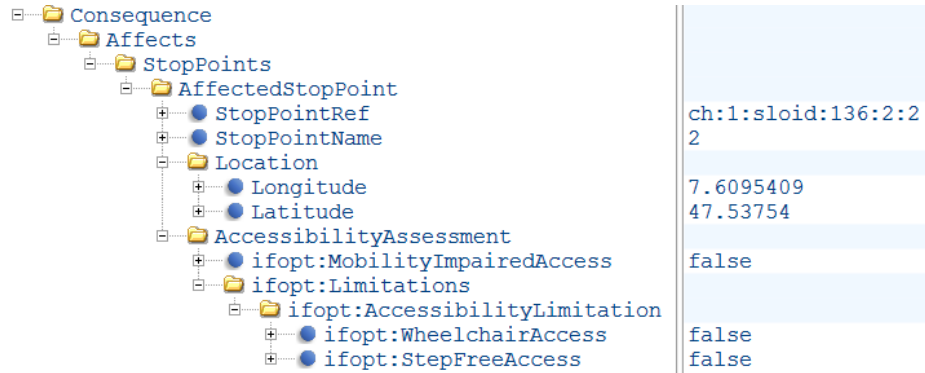 Consequence
Affects
StopPoints
AffectedStopPoint
StopPointRef ch:1:sloid:136:2:2
StopPointName 2
Location
Longitude 7.6095409
Latitude 47.53754
AccessibilityAssessment
ifopt:MobilityImpairedAccess false
ifopt:Limitations
ifopt:AccessibilityLimitation
ifopt:WheelchairAccess false
ifopt:StepFreeAccess false